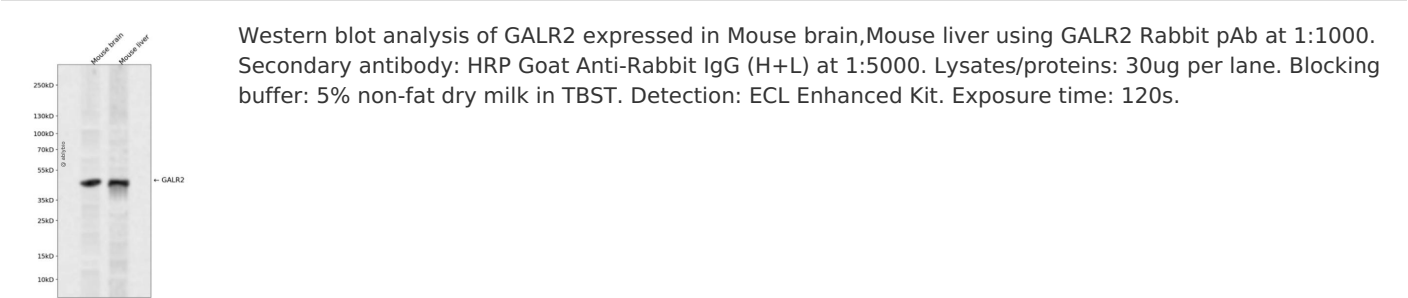 Mouse brain
Mouse liver
250kD
130kD
100kD
70kD
55kD
35kD
25kD
15kD
10kD
@ ablybio
← GALR2
Western blot analysis of GALR2 expressed in Mouse brain,Mouse liver using GALR2 Rabbit pAb at 1:1000.
Secondary antibody: HRP Goat Anti-Rabbit IgG (H+L) at 1:5000. Lysates/proteins: 30ug per lane. Blocking
buffer: 5% non-fat dry milk in TBST. Detection: ECL Enhanced Kit. Exposure time: 120s.